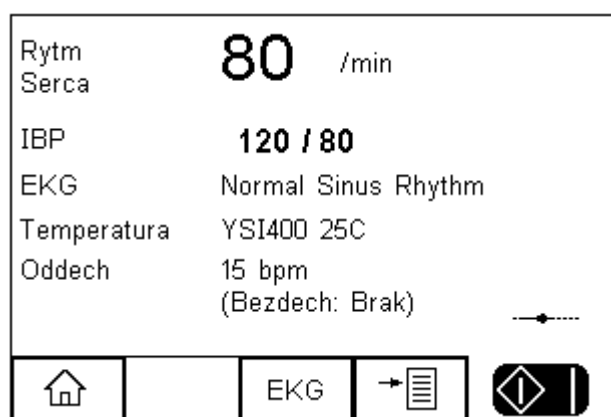 Rytm Serca 80 /min
IBP 120 / 80
EKG Normal Sinus Rhythm
Temperatura YSI400 25C
Oddech 15 bpm
(Bezdech: Brak)
EKG